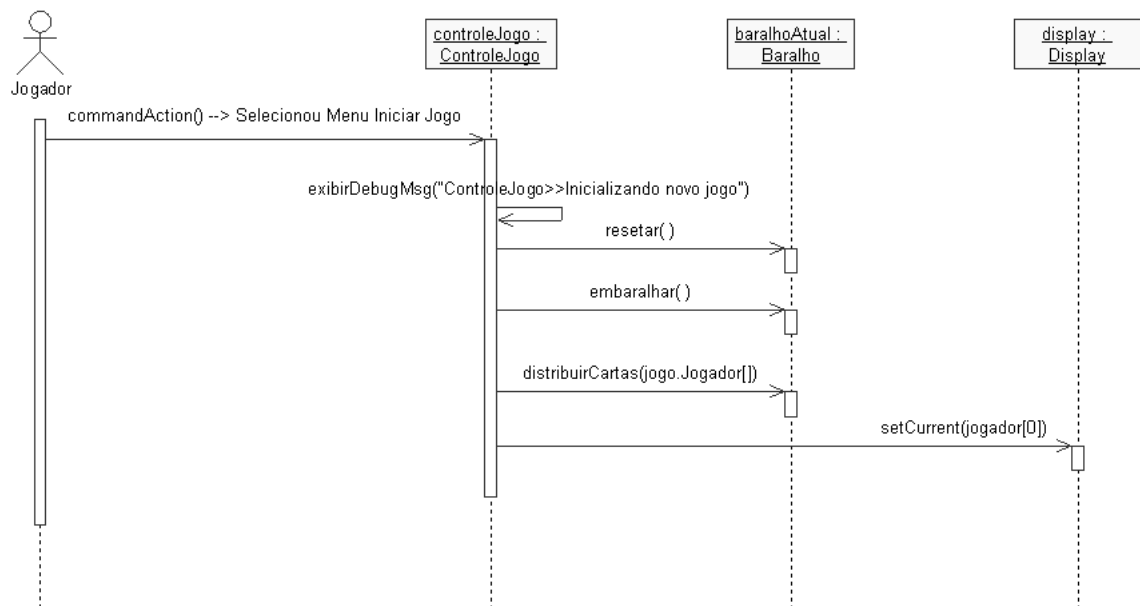 controleJogo :
ControleJogo
baralhoAtual :
Baralho
display :
Display
Jogador
commandAction() --> Selecionou Menu Iniciar Jogo
exibirDebugMsg("ControleJogo>>Inicializando novo jogo")
resetar( )
embaralhar( )
distribuirCartas(jogo.Jogador[])
setCurrent(jogador[0])